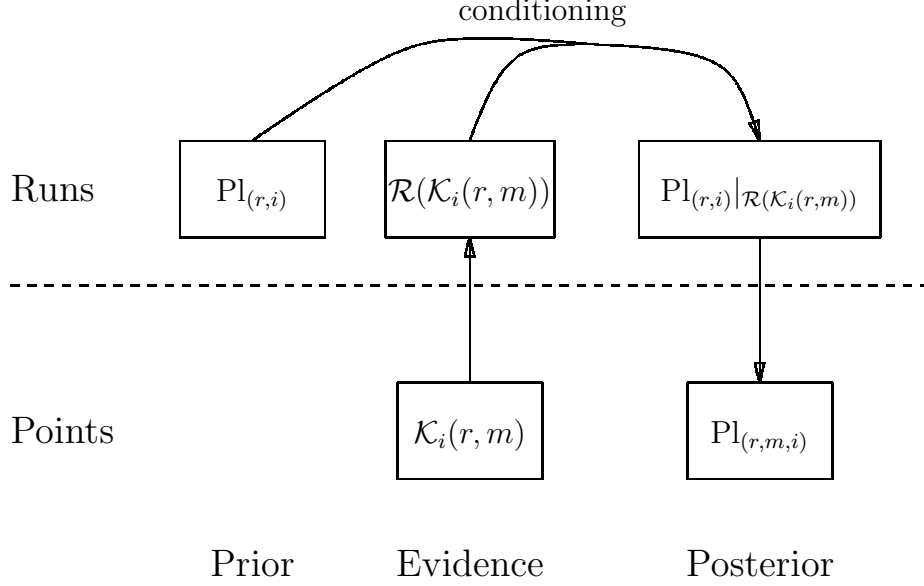 conditioning
Runs Pl_{(r,i)} \mathcal{R}(\mathcal{K}_i(r,m)) Pl_{(r,i)}|_{\mathcal{R}(\mathcal{K}_i(r,m))}
Points \mathcal{K}_i(r,m) Pl_{(r,m,i)}
Prior Evidence Posterior